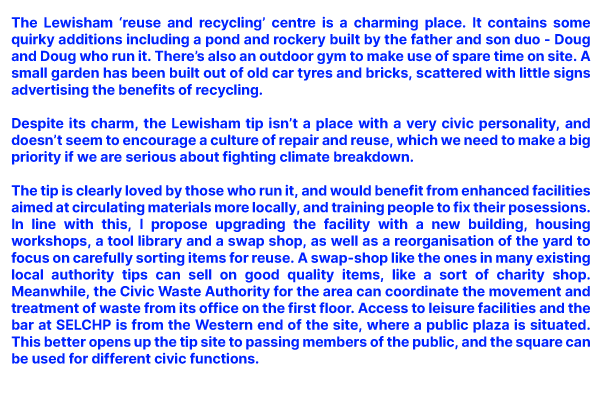 The Lewisham ‘reuse and recycling’ centre is a charming place. It contains some
quirky additions including a pond and rockery built by the father and son duo - Doug
and Doug who run it. There’s also an outdoor gym to make use of spare time on site. A
small garden has been built out of old car tyres and bricks, scattered with little signs
advertising the benefits of recycling.
Despite its charm, the Lewisham tip isn’t a place with a very civic personality, and
doesn’t seem to encourage a culture of repair and reuse, which we need to make a big
priority if we are serious about fighting climate breakdown.
The tip is clearly loved by those who run it, and would benefit from enhanced facilities
aimed at circulating materials more locally, and training people to fix their posessions.
In line with this, I propose upgrading the facility with a new building, housing
workshops, a tool library and a swap shop, as well as a reorganisation of the yard to
focus on carefully sorting items for reuse. A swap-shop like the ones in many existing
local authority tips can sell on good quality items, like a sort of charity shop.
Meanwhile, the Civic Waste Authority for the area can coordinate the movement and
treatment of waste from its office on the first floor. Access to leisure facilities and the
bar at SELCHP is from the Western end of the site, where a public plaza is situated.
This better opens up the tip site to passing members of the public, and the square can
be used for different civic functions.